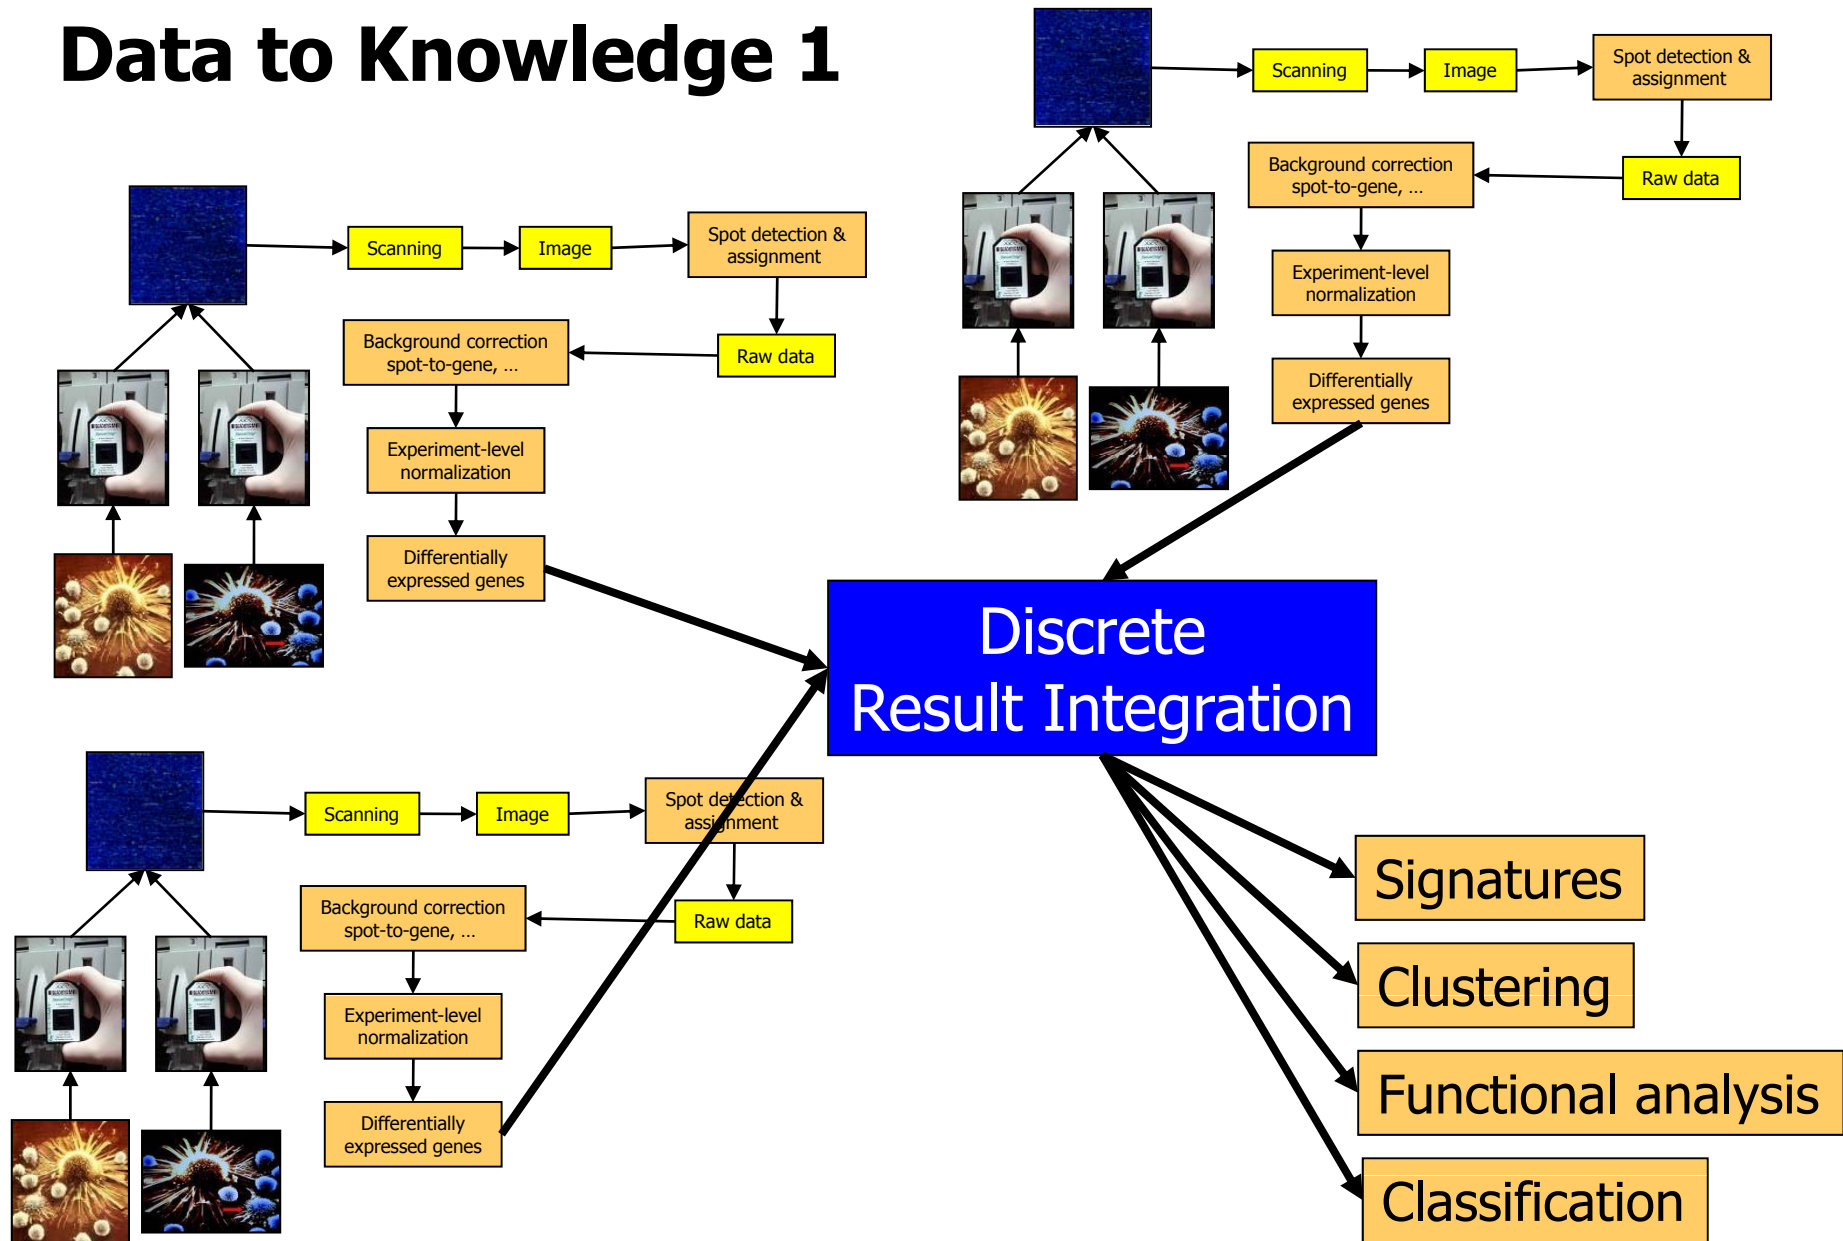 Data to Knowledge 1
Scanning
Image
Spot detection &
assignment
Raw data
Background correction
spot-to-gene, ...
Experiment-level
normalization
Differentially
expressed genes
Scanning
Image
Spot detection &
assignment
Raw data
Background correction
spot-to-gene, ...
Experiment-level
normalization
Differentially
expressed genes
Discrete
Result Integration
Scanning
Image
Spot detection &
assignment
Raw data
Background correction
spot-to-gene, ...
Experiment-level
normalization
Differentially
expressed genes
Signatures
Clustering
Functional analysis
Classification